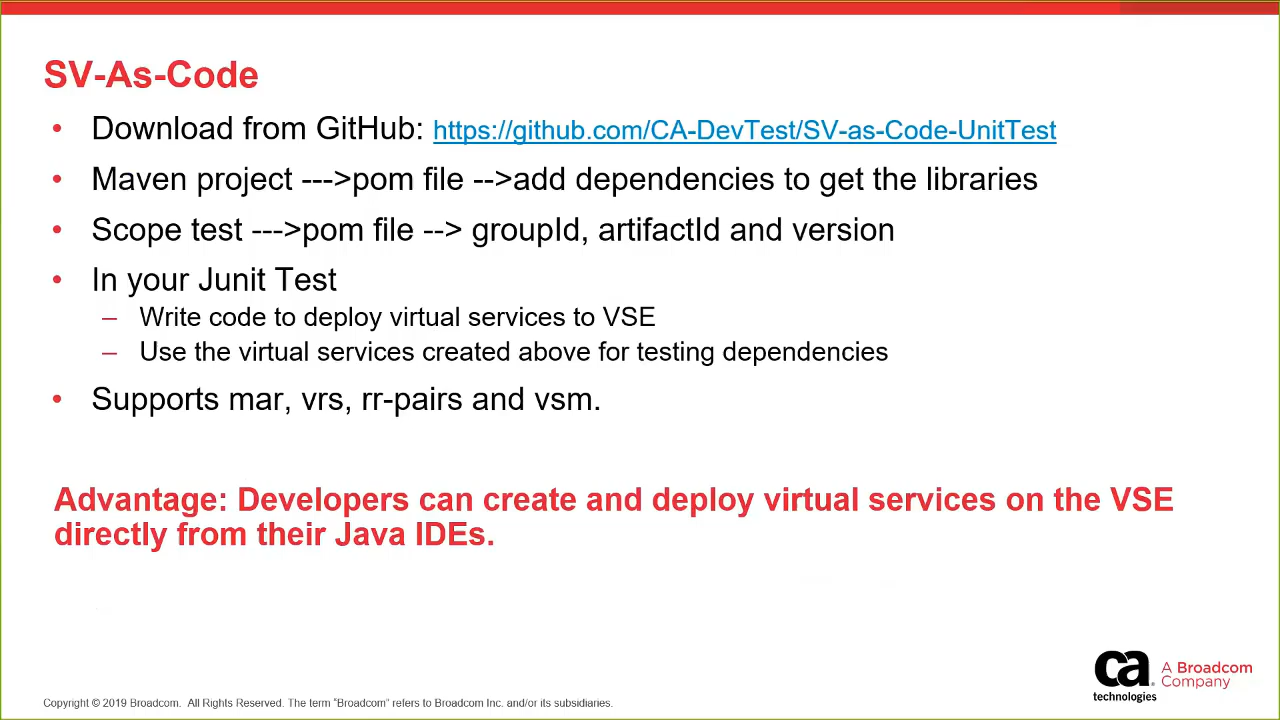 SV-As-Code
• Download from GitHub: https://github.com/CA-DevTest/SV-as-Code-UnitTest
• Maven project --->pom file -->add dependencies to get the libraries
• Scope test --->pom file --> groupId, artifactId and version
• In your Junit Test
– Write code to deploy virtual services to VSE
– Use the virtual services created above for testing dependencies
• Supports mar, vrs, rr-pairs and vsm.
Advantage: Developers can create and deploy virtual services on the VSE
directly from their Java IDEs.
ca
technologies
A Broadcom
Company
Copyright © 2019 Broadcom. All Rights Reserved. The term “Broadcom” refers to Broadcom Inc. and/or its subsidiaries.